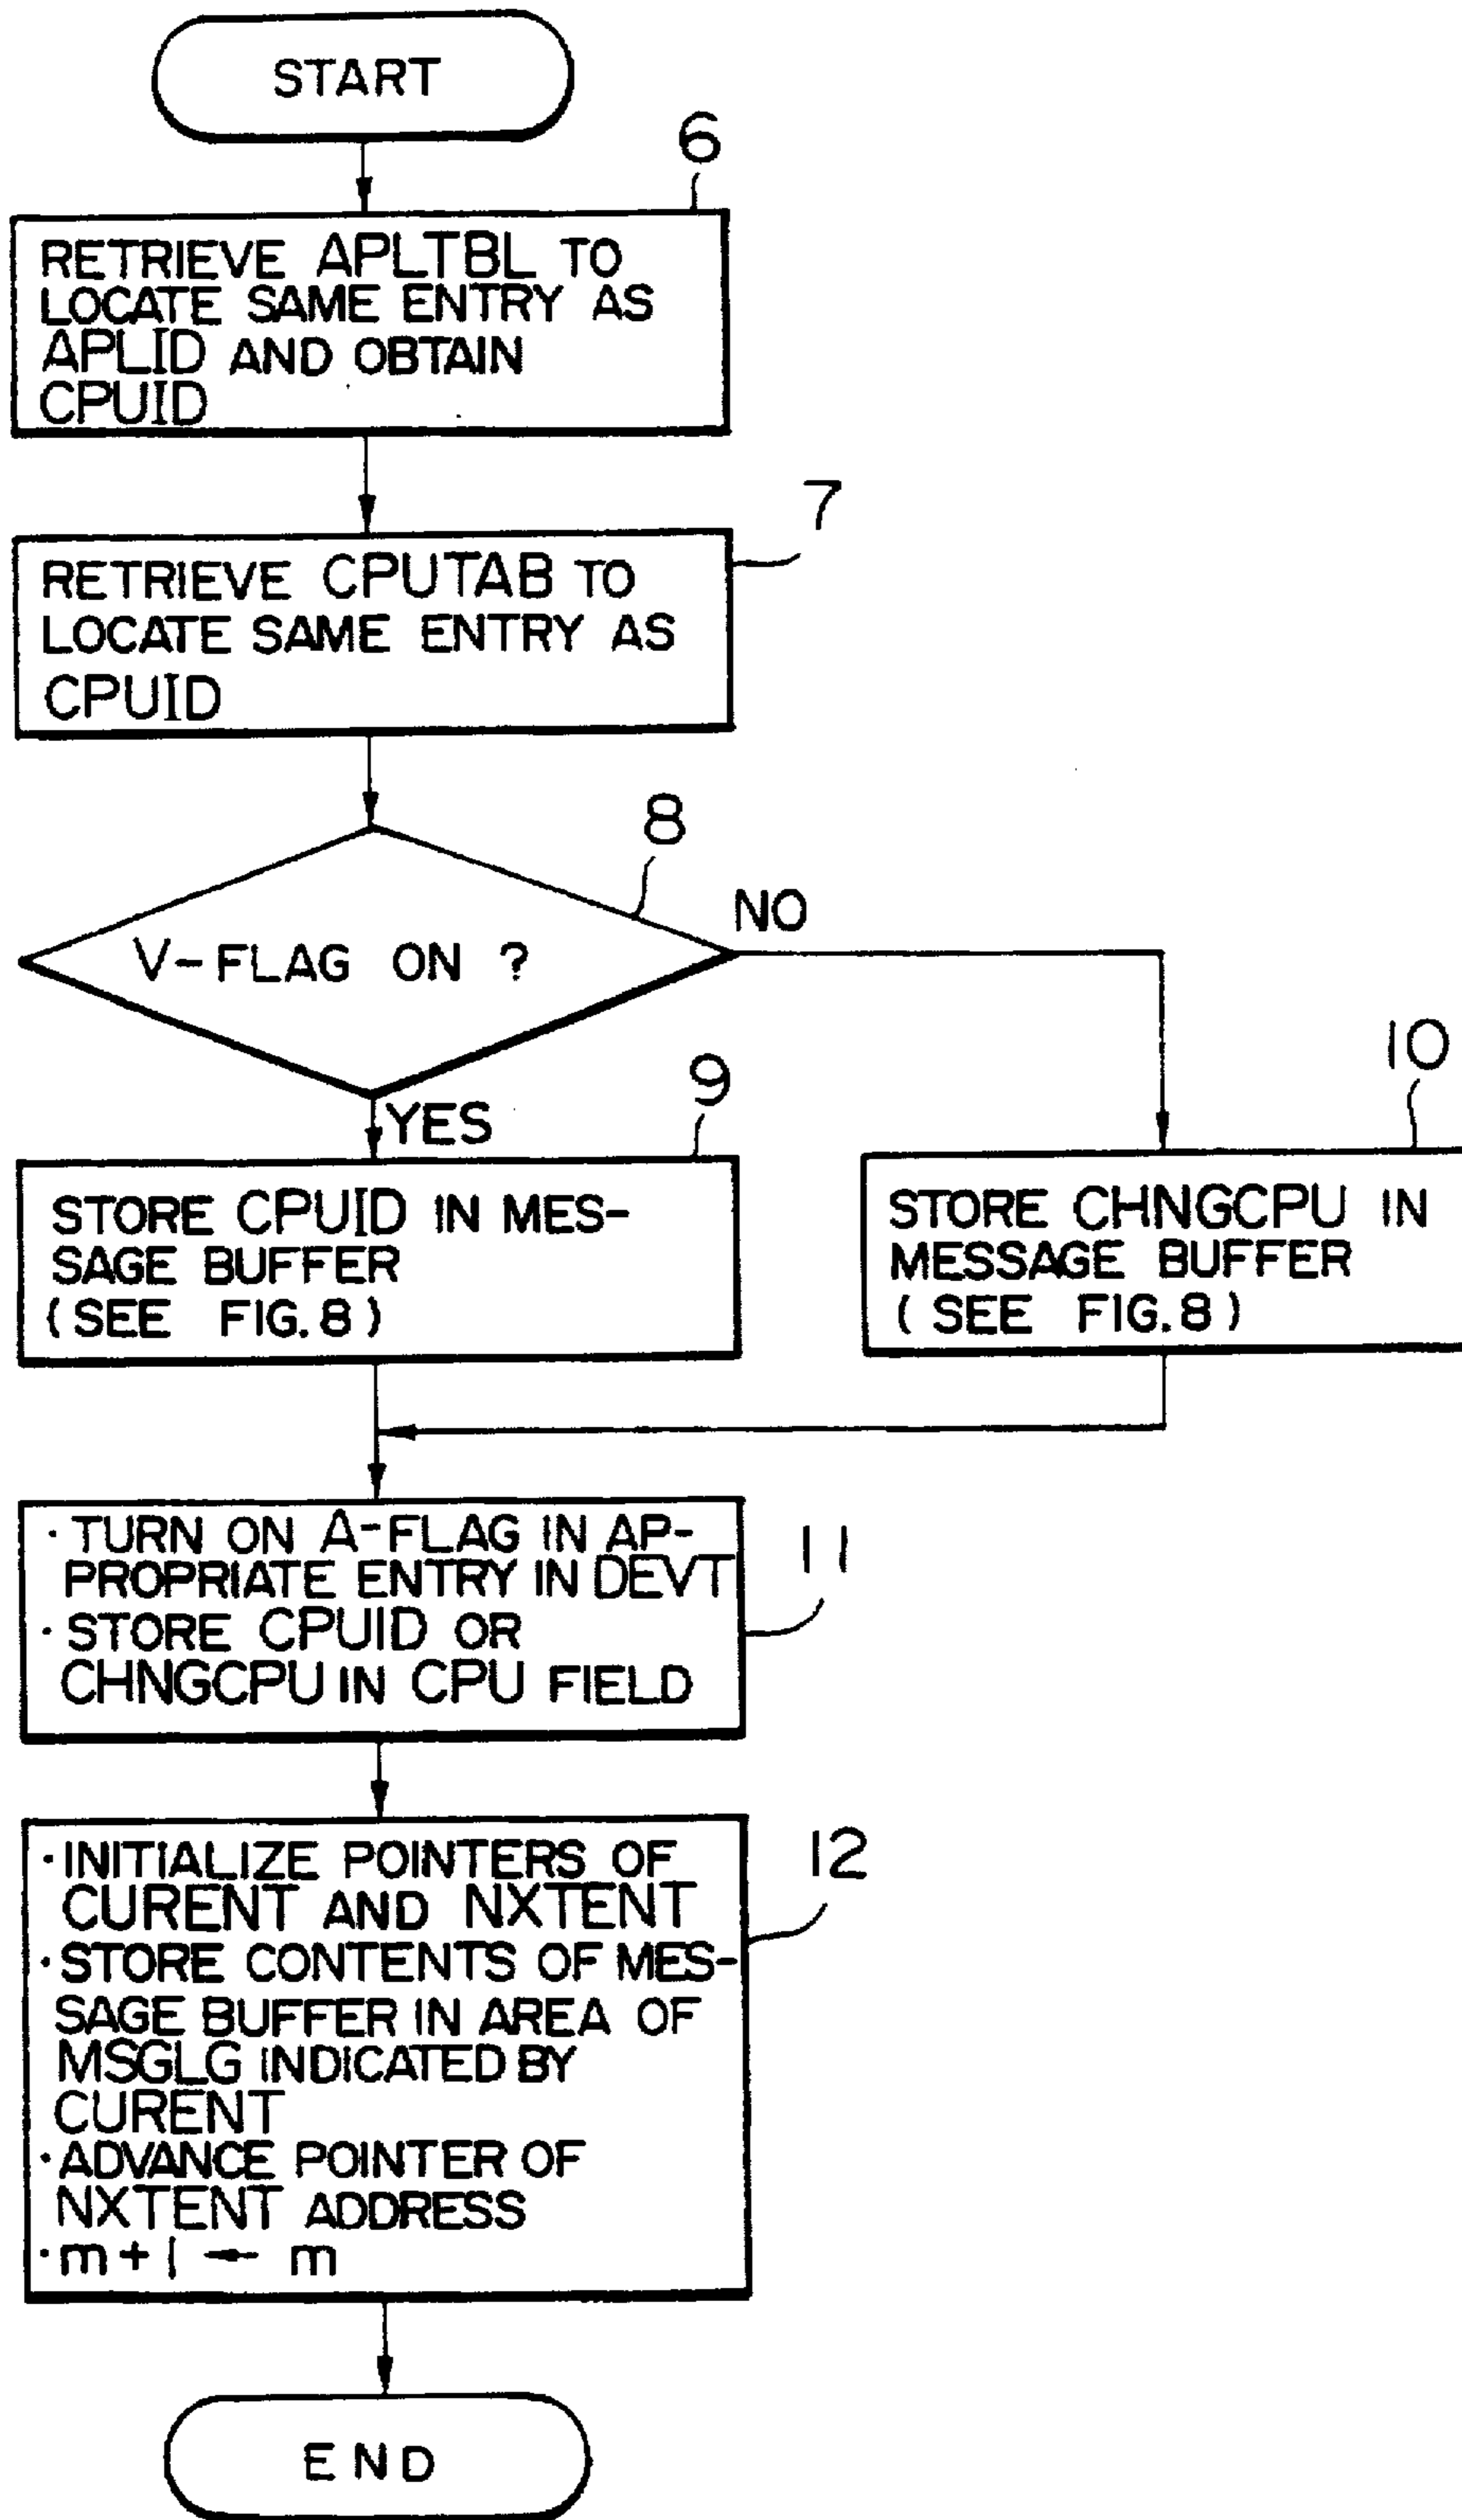 START
6
RETRIEVE APLTBL TO
LOCATE SAME ENTRY AS
APLID AND OBTAIN
CPUID
7
RETRIEVE CPUTAB TO
LOCATE SAME ENTRY AS
CPUID
8
V-FLAG ON ?
NO
YES
9
STORE CPUID IN MES-
SAGE BUFFER
(SEE FIG. 8)
10
STORE CHNGCPU IN
MESSAGE BUFFER
(SEE FIG. 8)
11
· TURN ON A-FLAG IN AP-
PROPRIATE ENTRY IN DEVT
· STORE CPUID OR
CHNGCPU IN CPU FIELD
12
· INITIALIZE POINTERS OF
CURENT AND NXTENT
· STORE CONTENTS OF MES-
SAGE BUFFER IN AREA OF
MSGLG INDICATED BY
CURENT
· ADVANCE POINTER OF
NXTENT ADDRESS
· m + 1 → m
END